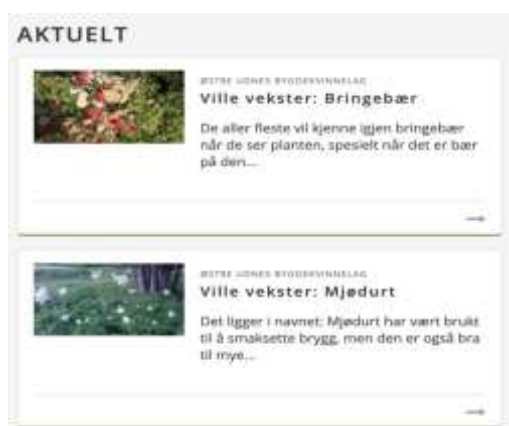 AKTUELT
ØSTRE UDNES BYGDEKVINNELAG
Ville vekster: Bringebær
De aller fleste vil kjenne igjen bringebær
når de ser planten, spesielt når det er bær
på den...
ØSTRE UDNES BYGDEKVINNELAG
Ville vekster: Mjødurt
Det ligger i navnet: Mjødurt har vært brukt
til å smaksette brygg, men den er også bra
til mye...